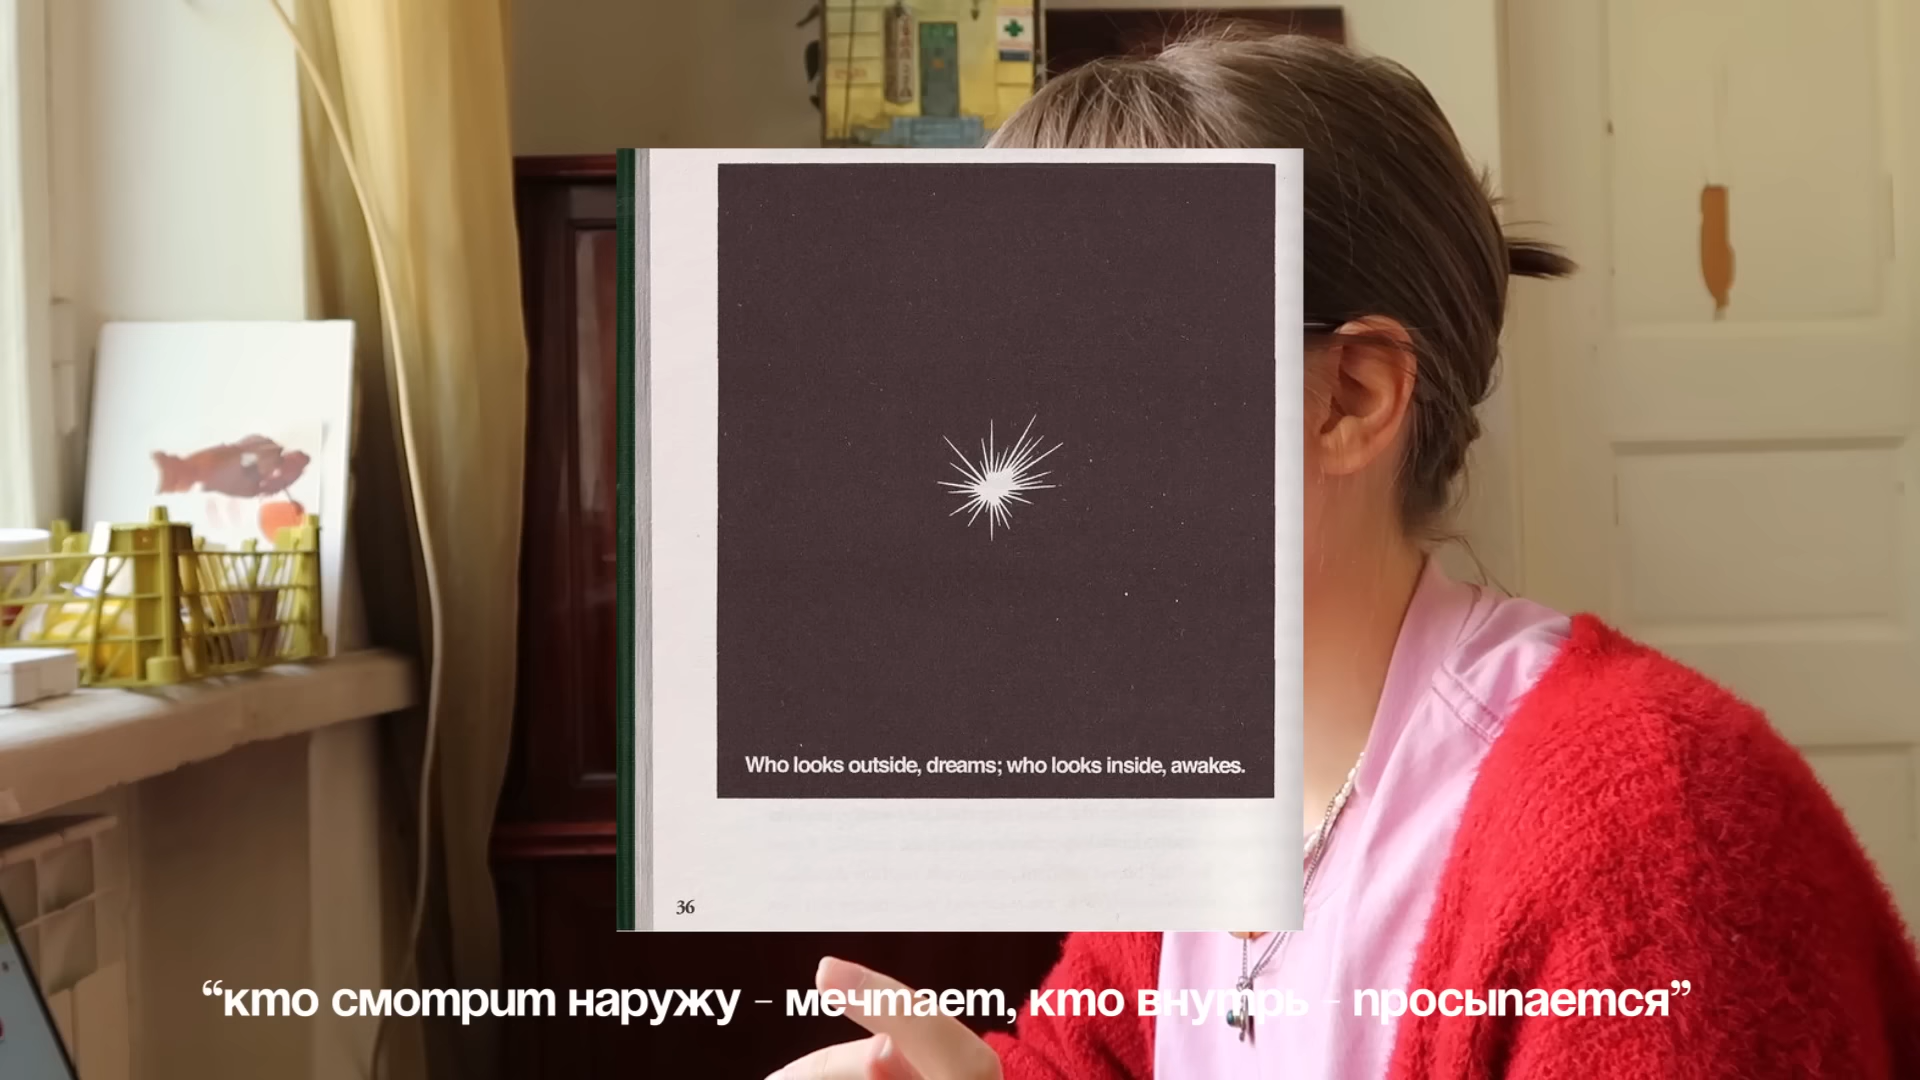 Who looks outside, dreams; who looks inside, awakes.
36
“кто смотрит наружу - мечтает, кто внутрь - просыпается”